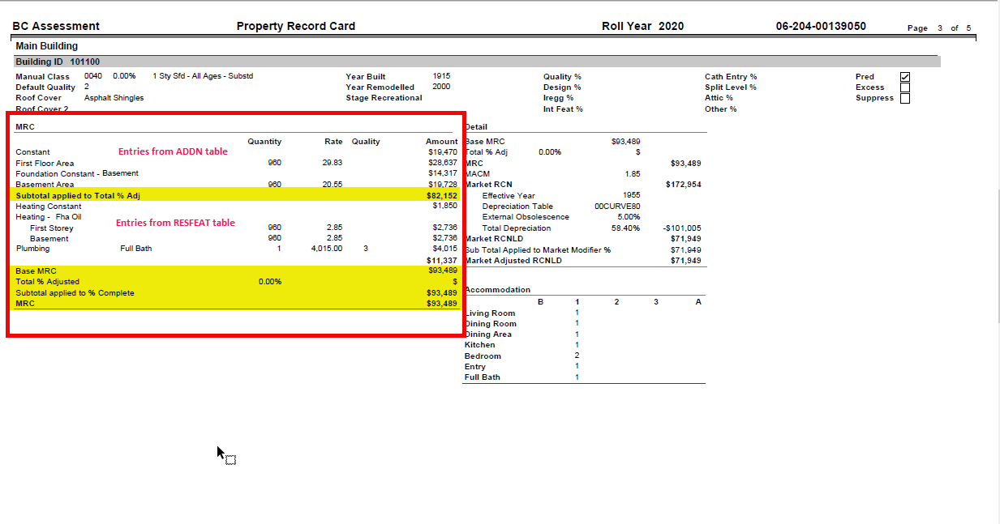 BC Assessment Property Record Card Roll Year 2020 06-204-00139050 Page 3 of 5
Main Building
Building ID 101100
Manual Class 0040 0.00% 1 Sty Sfd - All Ages - Substd Year Built 1915 Quality % Cath Entry % Pred
Default Quality 2 Year Remodelled 2000 Design % Split Level % Excess
Roof Cover Asphalt Shingles Stage Recreational Iregg % Attic % Suppress
Roof Cover 2 Int Feat % Other %
MRC
Quantity Rate Quality Amount
Constant Entries from ADDN table $19,470
First Floor Area 960 29.83 $28,637
Foundation Constant - Basement $14,317
Basement Area 960 20.55 $19,728
Subtotal applied to Total % Adj $82,152
Heating Constant $1,850
Heating - Fha Oil
Entries from RESFEAT table
First Storey 960 2.85 $2,736
Basement 960 2.85 $2,736
Plumbing Full Bath 1 4,015.00 3 $4,015
$11,337
Base MRC $93,489
Total % Adjusted 0.00% $
Subtotal applied to % Complete $93,489
MRC $93,489
Detail
Base MRC $93,489
Total % Adj 0.00% $
MRC $93,489
MACM 1.85
Market RCN $172,954
Effective Year 1955
Depreciation Table 00CURVE80
External Obsolescence 5.00%
Total Depreciation 58.40% -$101,005
Market RCNLD $71,949
Sub Total Applied to Market Modifier % $71,949
Market Adjusted RCNLD $71,949
Accommodation
B 1 2 3 A
Living Room 1
Dining Room 1
Dining Area 1
Kitchen 1
Bedroom 2
Entry 1
Full Bath 1